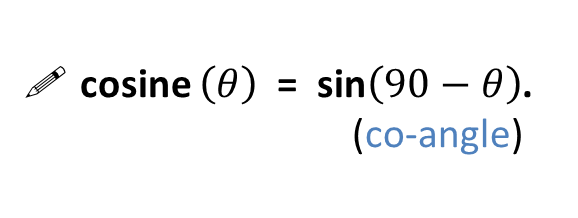 cosine (θ) = sin(90 − θ).
(co-angle)